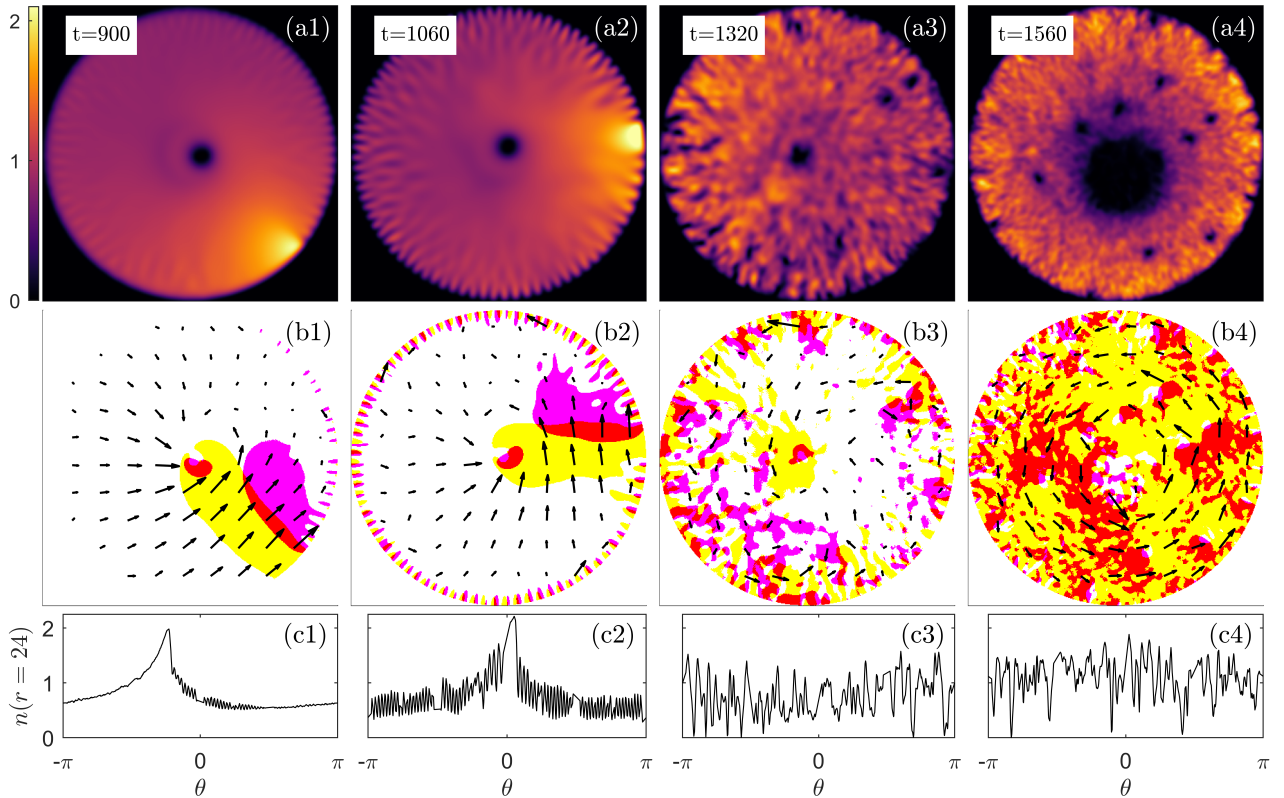 2
1
0
t=900
(a1)
t=1060
(a2)
t=1320
(a3)
t=1560
(a4)
(b1)
(b2)
(b3)
(b4)
n(r = 24)
2
1
0
(c1)
(c2)
(c3)
(c4)
-π 0 π
-π 0 π
-π 0 π
-π 0 π
θ
θ
θ
θ